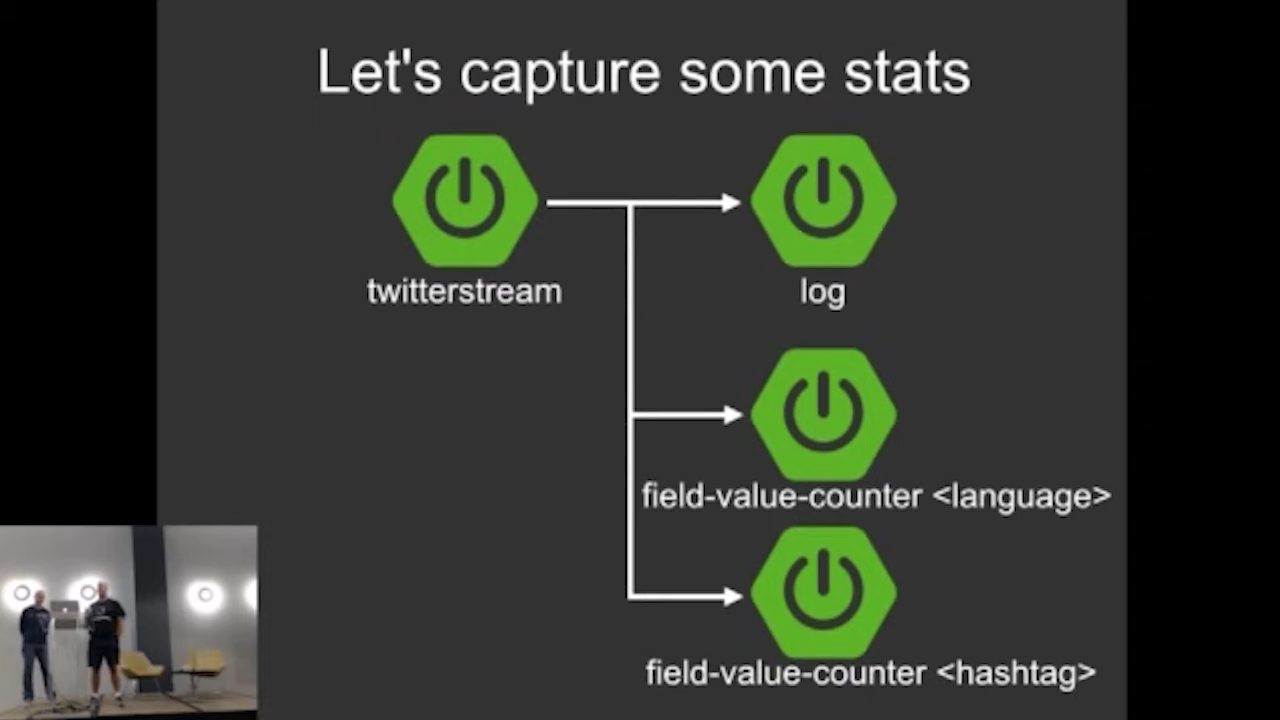 Let's capture some stats
twitterstream
log
field-value-counter <language>
field-value-counter <hashtag>